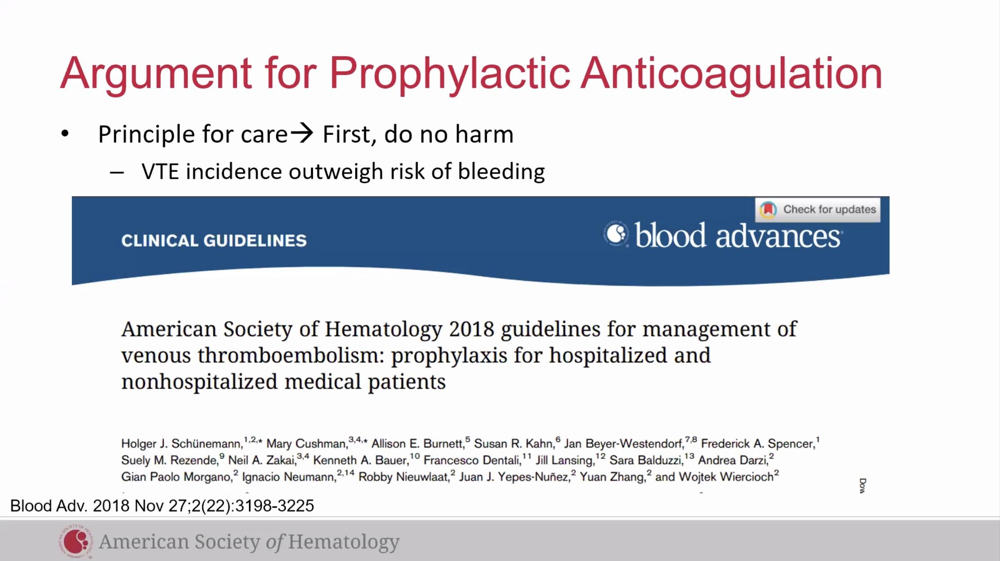 Argument for Prophylactic Anticoagulation
• Principle for care→ First, do no harm
– VTE incidence outweigh risk of bleeding
Check for updates
CLINICAL GUIDELINES
blood advances
American Society of Hematology 2018 guidelines for management of
venous thromboembolism: prophylaxis for hospitalized and
nonhospitalized medical patients
Holger J. Schünemann,1,2,* Mary Cushman,3,4,* Allison E. Burnett,5 Susan R. Kahn,6 Jan Beyer-Westendorf,7,8 Frederick A. Spencer,1
Suely M. Rezende,9 Neil A. Zakai,3,4 Kenneth A. Bauer,10 Francesco Dentali,11 Jill Lansing,12 Sara Balduzzi,13 Andrea Darzi,2
Gian Paolo Morgano,2 Ignacio Neumann,2,14 Robby Nieuwlaat,2 Juan J. Yepes-Nuñez,2 Yuan Zhang,2 and Wojtek Wiercioch2
Blood Adv. 2018 Nov 27;2(22):3198-3225
American Society of Hematology